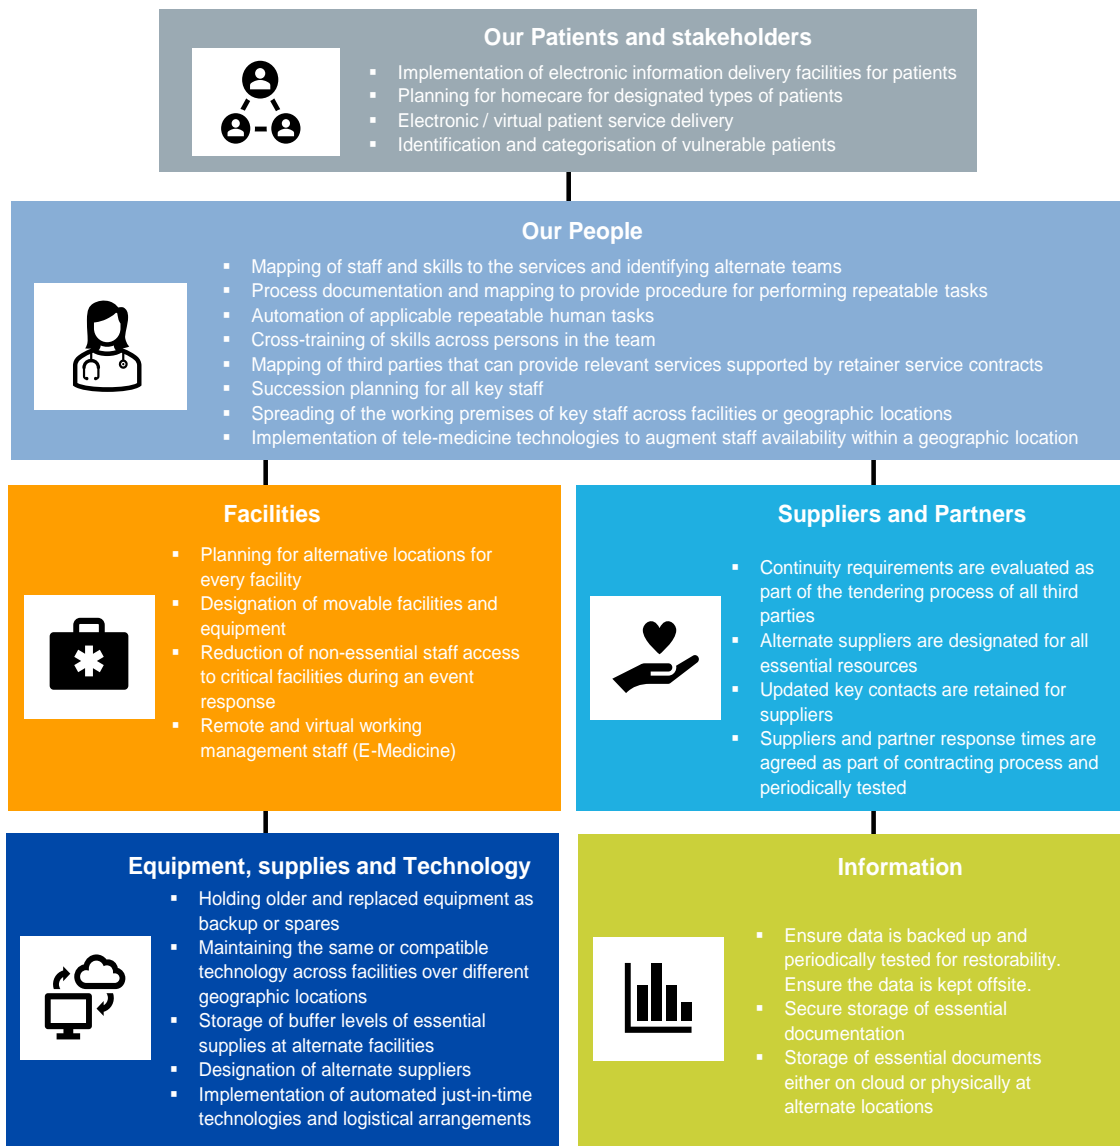 Our Patients and stakeholders
▪ Implementation of electronic information delivery facilities for patients
▪ Planning for homecare for designated types of patients
▪ Electronic / virtual patient service delivery
▪ Identification and categorisation of vulnerable patients
Our People
▪ Mapping of staff and skills to the services and identifying alternate teams
▪ Process documentation and mapping to provide procedure for performing repeatable tasks
▪ Automation of applicable repeatable human tasks
▪ Cross-training of skills across persons in the team
▪ Mapping of third parties that can provide relevant services supported by retainer service contracts
▪ Succession planning for all key staff
▪ Spreading of the working premises of key staff across facilities or geographic locations
▪ Implementation of tele-medicine technologies to augment staff availability within a geographic location
Facilities
▪ Planning for alternative locations for
every facility
▪ Designation of movable facilities and
equipment
▪ Reduction of non-essential staff access
to critical facilities during an event
response
▪ Remote and virtual working
management staff (E-Medicine)
Suppliers and Partners
▪ Continuity requirements are evaluated as
part of the tendering process of all third
parties
▪ Alternate suppliers are designated for all
essential resources
▪ Updated key contacts are retained for
suppliers
▪ Suppliers and partner response times are
agreed as part of contracting process and
periodically tested
Equipment, supplies and Technology
▪ Holding older and replaced equipment as
backup or spares
▪ Maintaining the same or compatible
technology across facilities over different
geographic locations
▪ Storage of buffer levels of essential
supplies at alternate facilities
▪ Designation of alternate suppliers
▪ Implementation of automated just-in-time
technologies and logistical arrangements
Information
▪ Ensure data is backed up and
periodically tested for restorability.
Ensure the data is kept offsite.
▪ Secure storage of essential
documentation
▪ Storage of essential documents
either on cloud or physically at
alternate locations